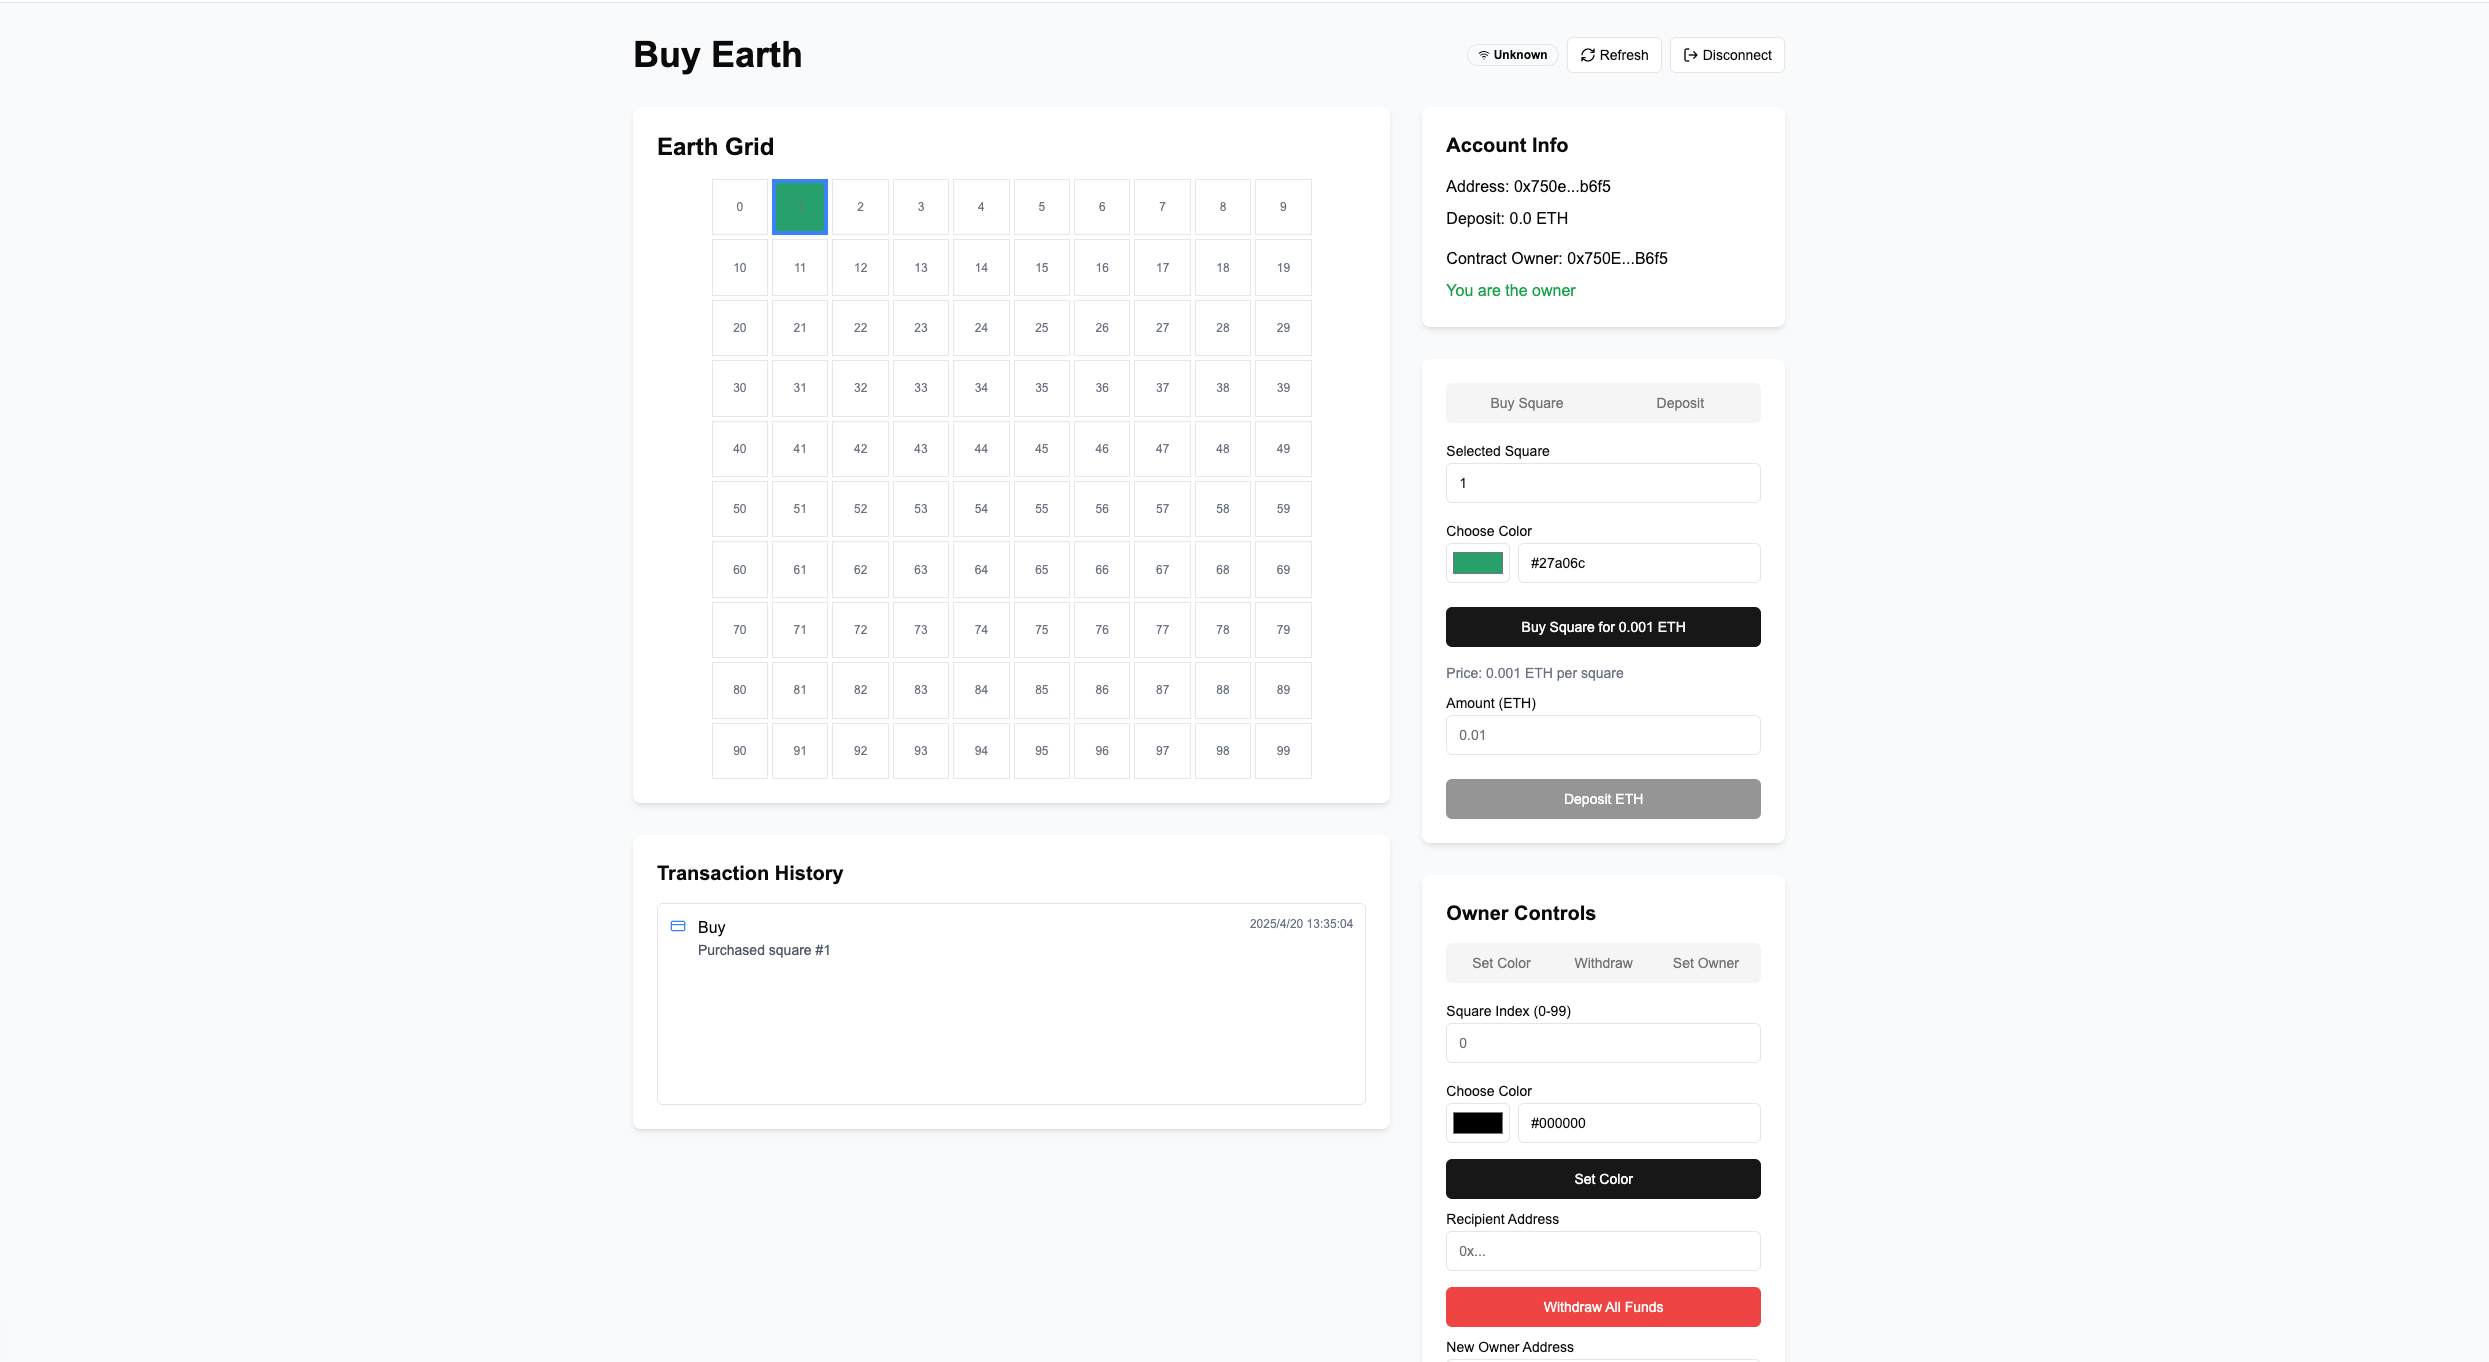 Buy Earth
Unknown
Refresh
Disconnect
Earth Grid
0 1 2 3 4 5 6 7 8 9
10 11 12 13 14 15 16 17 18 19
20 21 22 23 24 25 26 27 28 29
30 31 32 33 34 35 36 37 38 39
40 41 42 43 44 45 46 47 48 49
50 51 52 53 54 55 56 57 58 59
60 61 62 63 64 65 66 67 68 69
70 71 72 73 74 75 76 77 78 79
80 81 82 83 84 85 86 87 88 89
90 91 92 93 94 95 96 97 98 99
Transaction History
Buy
2025/4/20 13:35:04
Purchased square #1
Account Info
Address: 0x750e...b6f5
Deposit: 0.0 ETH
Contract Owner: 0x750E...B6f5
You are the owner
Buy Square
Deposit
Selected Square
1
Choose Color
#27a06c
Buy Square for 0.001 ETH
Price: 0.001 ETH per square
Amount (ETH)
0.01
Deposit ETH
Owner Controls
Set Color
Withdraw
Set Owner
Square Index (0-99)
0
Choose Color
#000000
Set Color
Recipient Address
0x...
Withdraw All Funds
New Owner Address